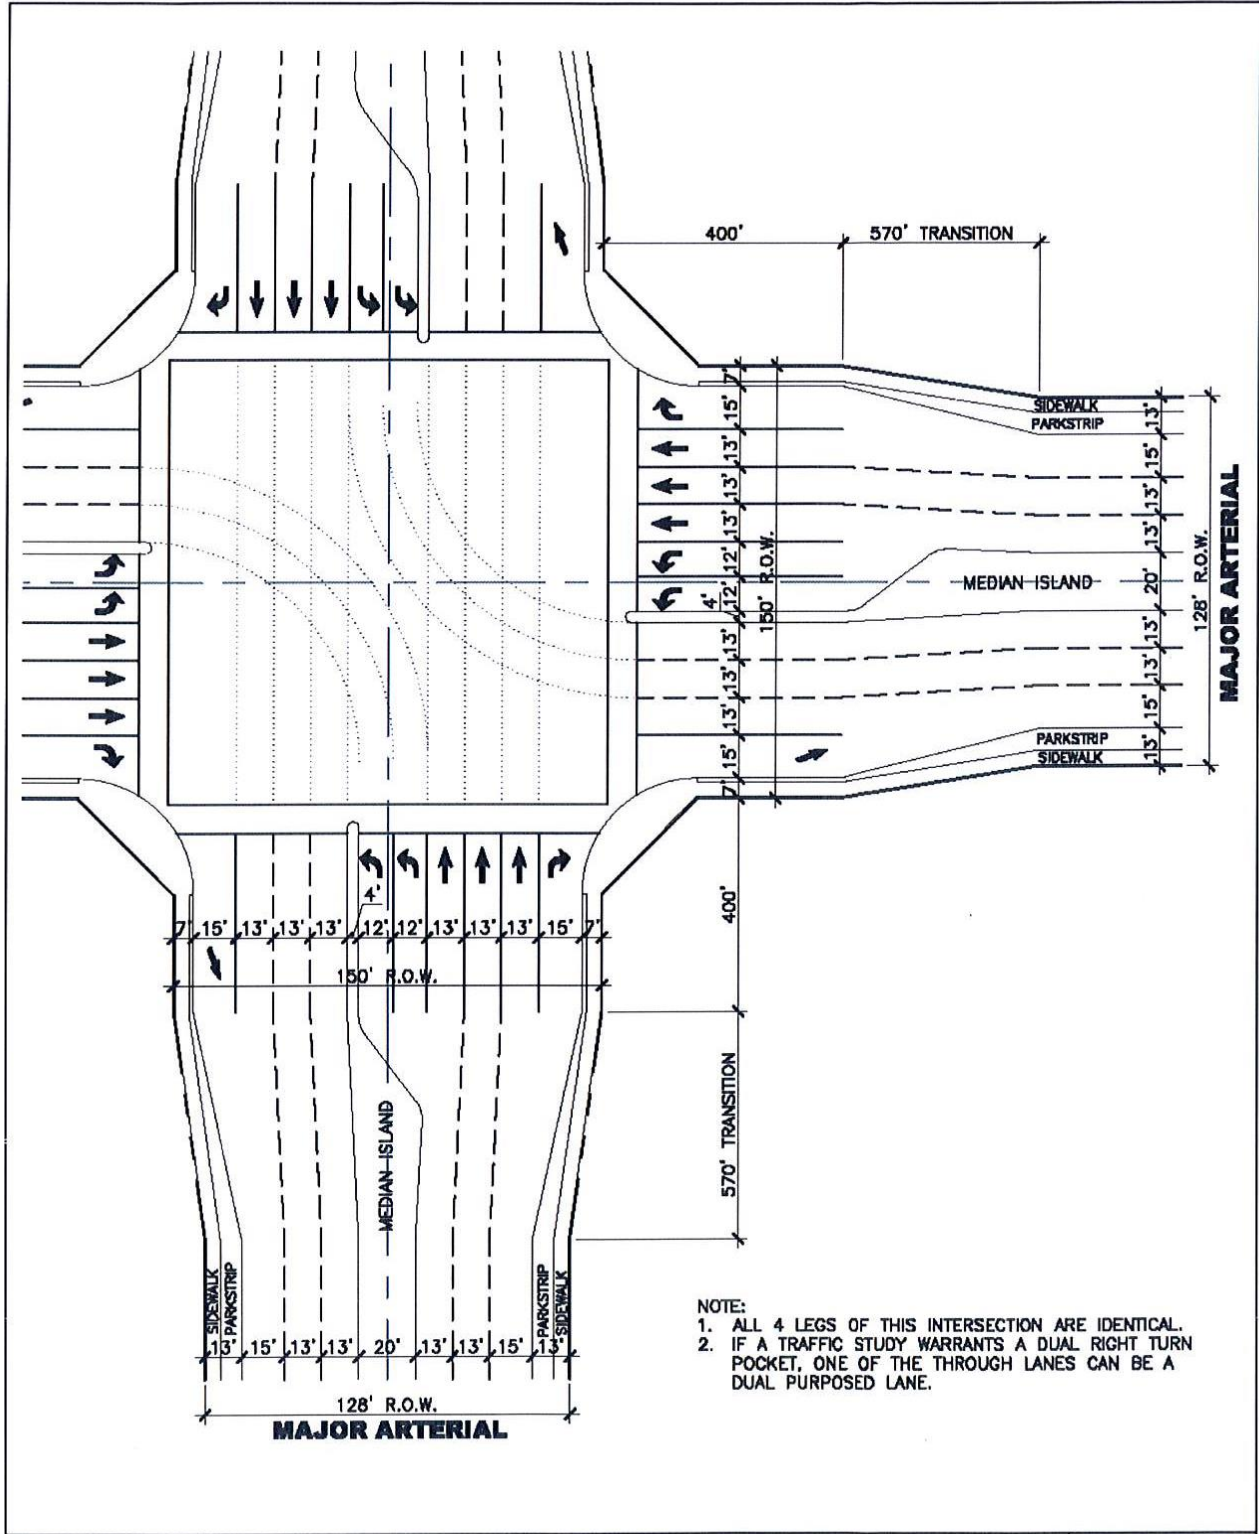 400'
570' TRANSITION
7'
15'
13'
13'
13'
12'
12'
4'
13'
13'
13'
15'
7'
150' R.O.W.
SIDEWALK
PARKSTRIP
MEDIAN ISLAND
PARKSTRIP
SIDEWALK
13'
15'
13'
13'
20'
13'
13'
15'
13'
128' R.O.W.
MAJOR ARTERIAL
4'
7' 15' 13' 13' 13' 12' 12' 13' 13' 13' 15' 7'
150' R.O.W.
400'
570' TRANSITION
MEDIAN ISLAND
SIDEWALK
PARKSTRIP
PARKSTRIP
SIDEWALK
13' 15' 13' 13' 20' 13' 13' 15' 13'
128' R.O.W.
MAJOR ARTERIAL
NOTE:
1. ALL 4 LEGS OF THIS INTERSECTION ARE IDENTICAL.
2. IF A TRAFFIC STUDY WARRANTS A DUAL RIGHT TURN
POCKET, ONE OF THE THROUGH LANES CAN BE A
DUAL PURPOSED LANE.